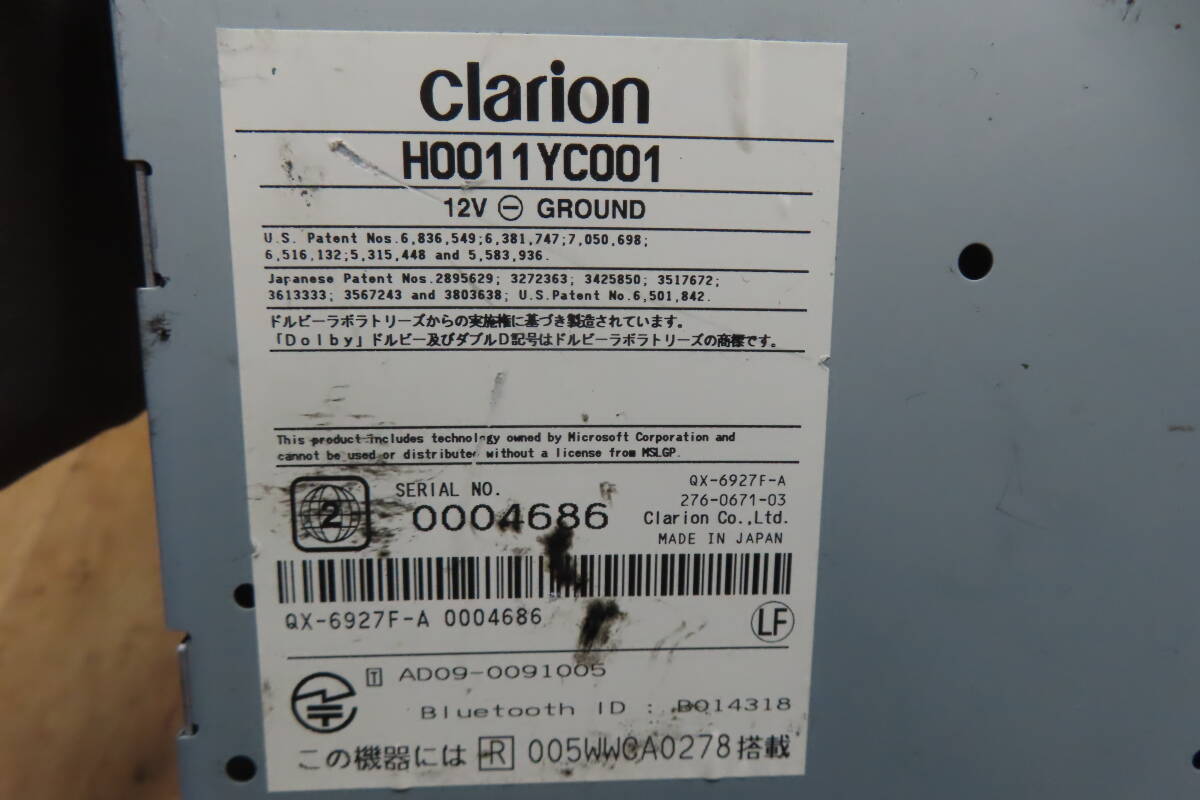 clarion
H0011YC001
12V ⊖ GROUND
U.S. Patent Nos.6,836,549;6,381,747;7,050,698;
6,516,132;5,315,448 and 5,583,936.
Japanese Patent Nos.2895629; 3272363; 3425850; 3517672;
3613333; 3567243 and 3803638; U.S.Patent No.6,501,842.
ドルビーラボラトリーズからの実施権に基づき製造されています。
「Dolby」ドルビー及びダブルD記号はドルビーラボラトリーズの商標です。
This product includes technology owned by Microsoft Corporation and
cannot be used or distributed without a license from MSLGP.
2
SERIAL NO.
0004686
QX-6927F-A
276-0671-03
Clarion Co.,Ltd.
MADE IN JAPAN
QX-6927F-A 0004686
LF
T AD09-0091005
Bluetooth ID : B014318
この機器には R 005WWCA0278搭載